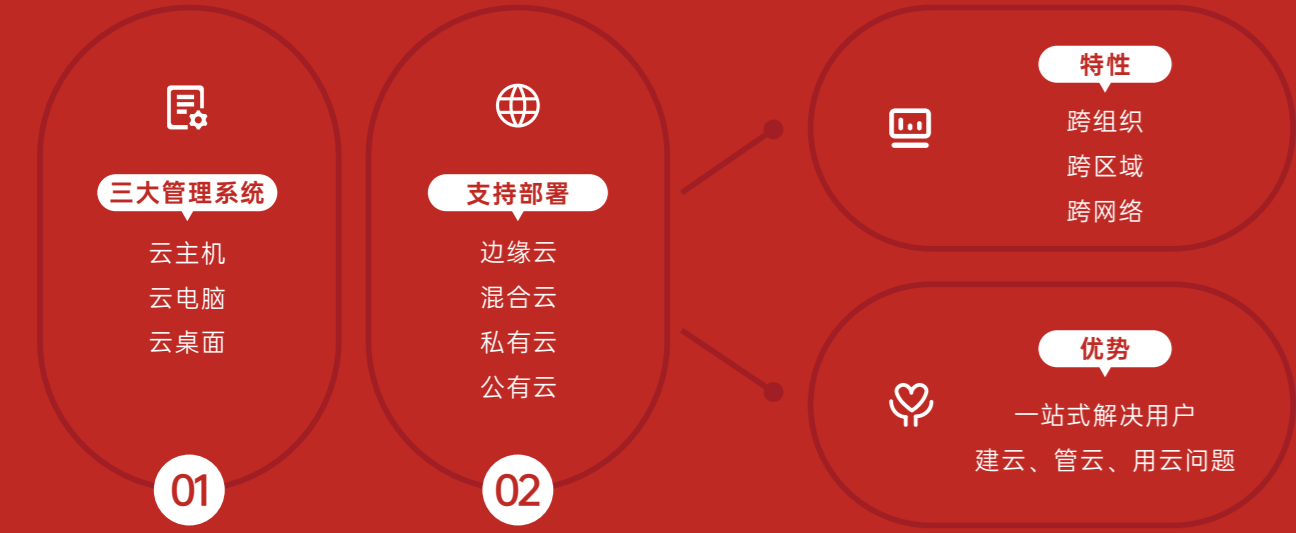 三大管理系统
云主机
云电脑
云桌面
01
支持部署
边缘云
混合云
私有云
公有云
02
特性
跨组织
跨区域
跨网络
优势
一站式解决用户
建云、管云、用云问题